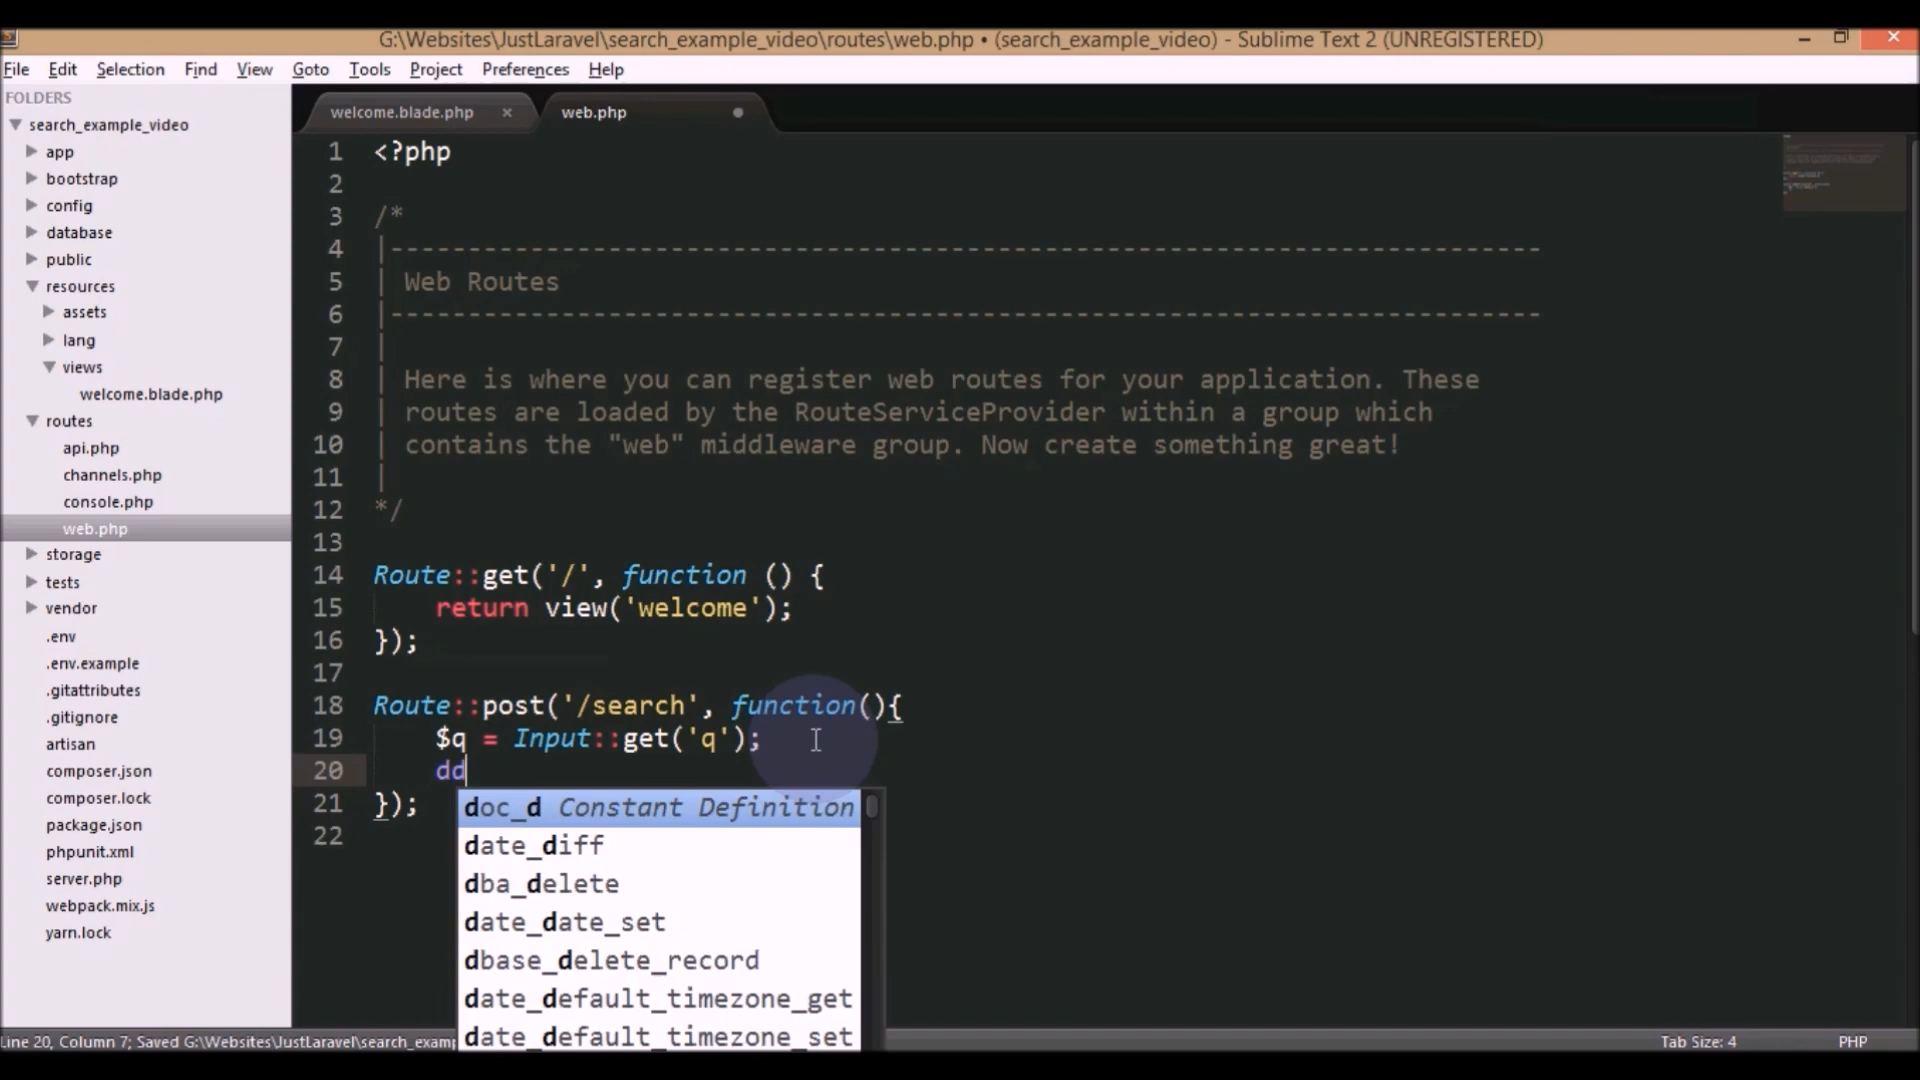 G:\Websites\JustLaravel\search_example_video\routes\web.php • (search_example_video) - Sublime Text 2 (UNREGISTERED)
File Edit Selection Find View Goto Tools Project Preferences Help
FOLDERS
search_example_video
app
bootstrap
config
database
public
resources
assets
lang
views
welcome.blade.php
routes
api.php
channels.php
console.php
web.php
storage
tests
vendor
.env
.env.example
.gitattributes
.gitignore
artisan
composer.json
composer.lock
package.json
phpunit.xml
server.php
webpack.mix.js
yarn.lock
welcome.blade.php × web.php
1 <?php
2
3 /*
4 |--------------------------------------------------------------------------
5 | Web Routes
6 |--------------------------------------------------------------------------
7 |
8 | Here is where you can register web routes for your application. These
9 | routes are loaded by the RouteServiceProvider within a group which
10 | contains the "web" middleware group. Now create something great!
11 |
12 */
13
14 Route::get('/', function () {
15 return view('welcome');
16 });
17
18 Route::post('/search', function(){
19 $q = Input::get('q');
20 dd
21 });
22
doc_d Constant Definition
date_diff
dba_delete
date_date_set
dbase_delete_record
date_default_timezone_get
date_default_timezone_set
Line 20, Column 7; Saved G:\Websites\JustLaravel\search_examp
Tab Size: 4 PHP